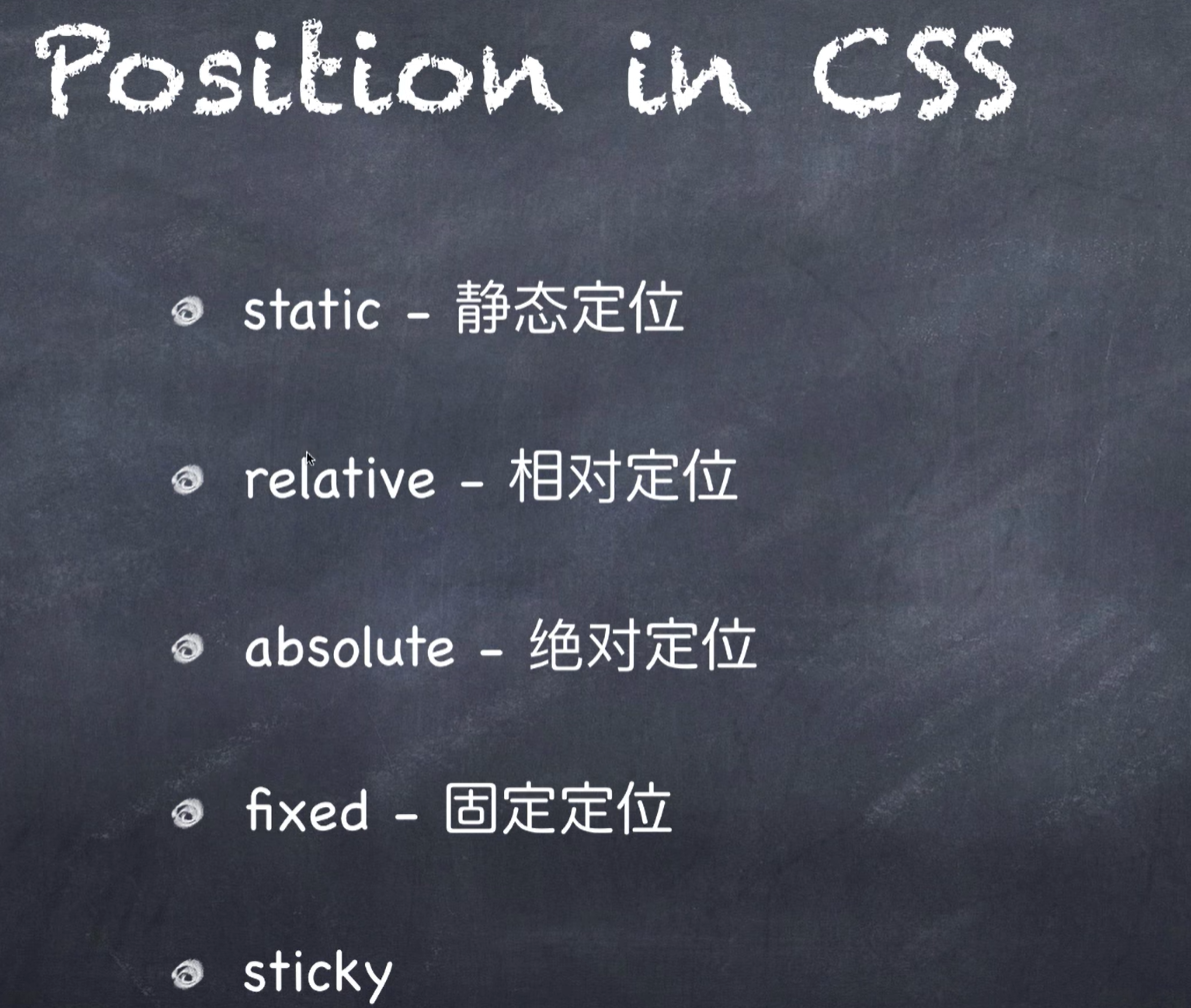 Position in CSS
static - 静态定位
relative - 相对定位
absolute - 绝对定位
fixed - 固定定位
sticky